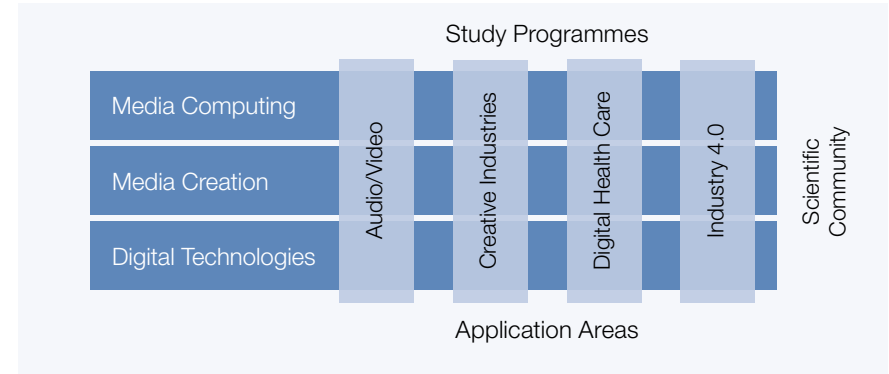 Study Programmes
Media Computing
Media Creation
Digital Technologies
Audio/Video
Creative Industries
Digital Health Care
Industry 4.0
Scientific
Community
Application Areas